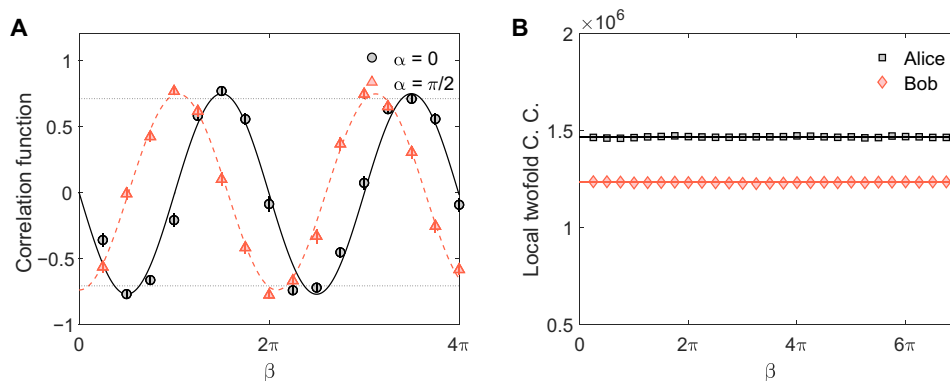 A
Correlation function
1
0.5
0
−0.5
−1
0
2π
4π
β
α = 0
α = π/2
B
×10⁶
Local twofold C. C.
2
1.5
1
0.5
0
2π
4π
6π
β
Alice
Bob